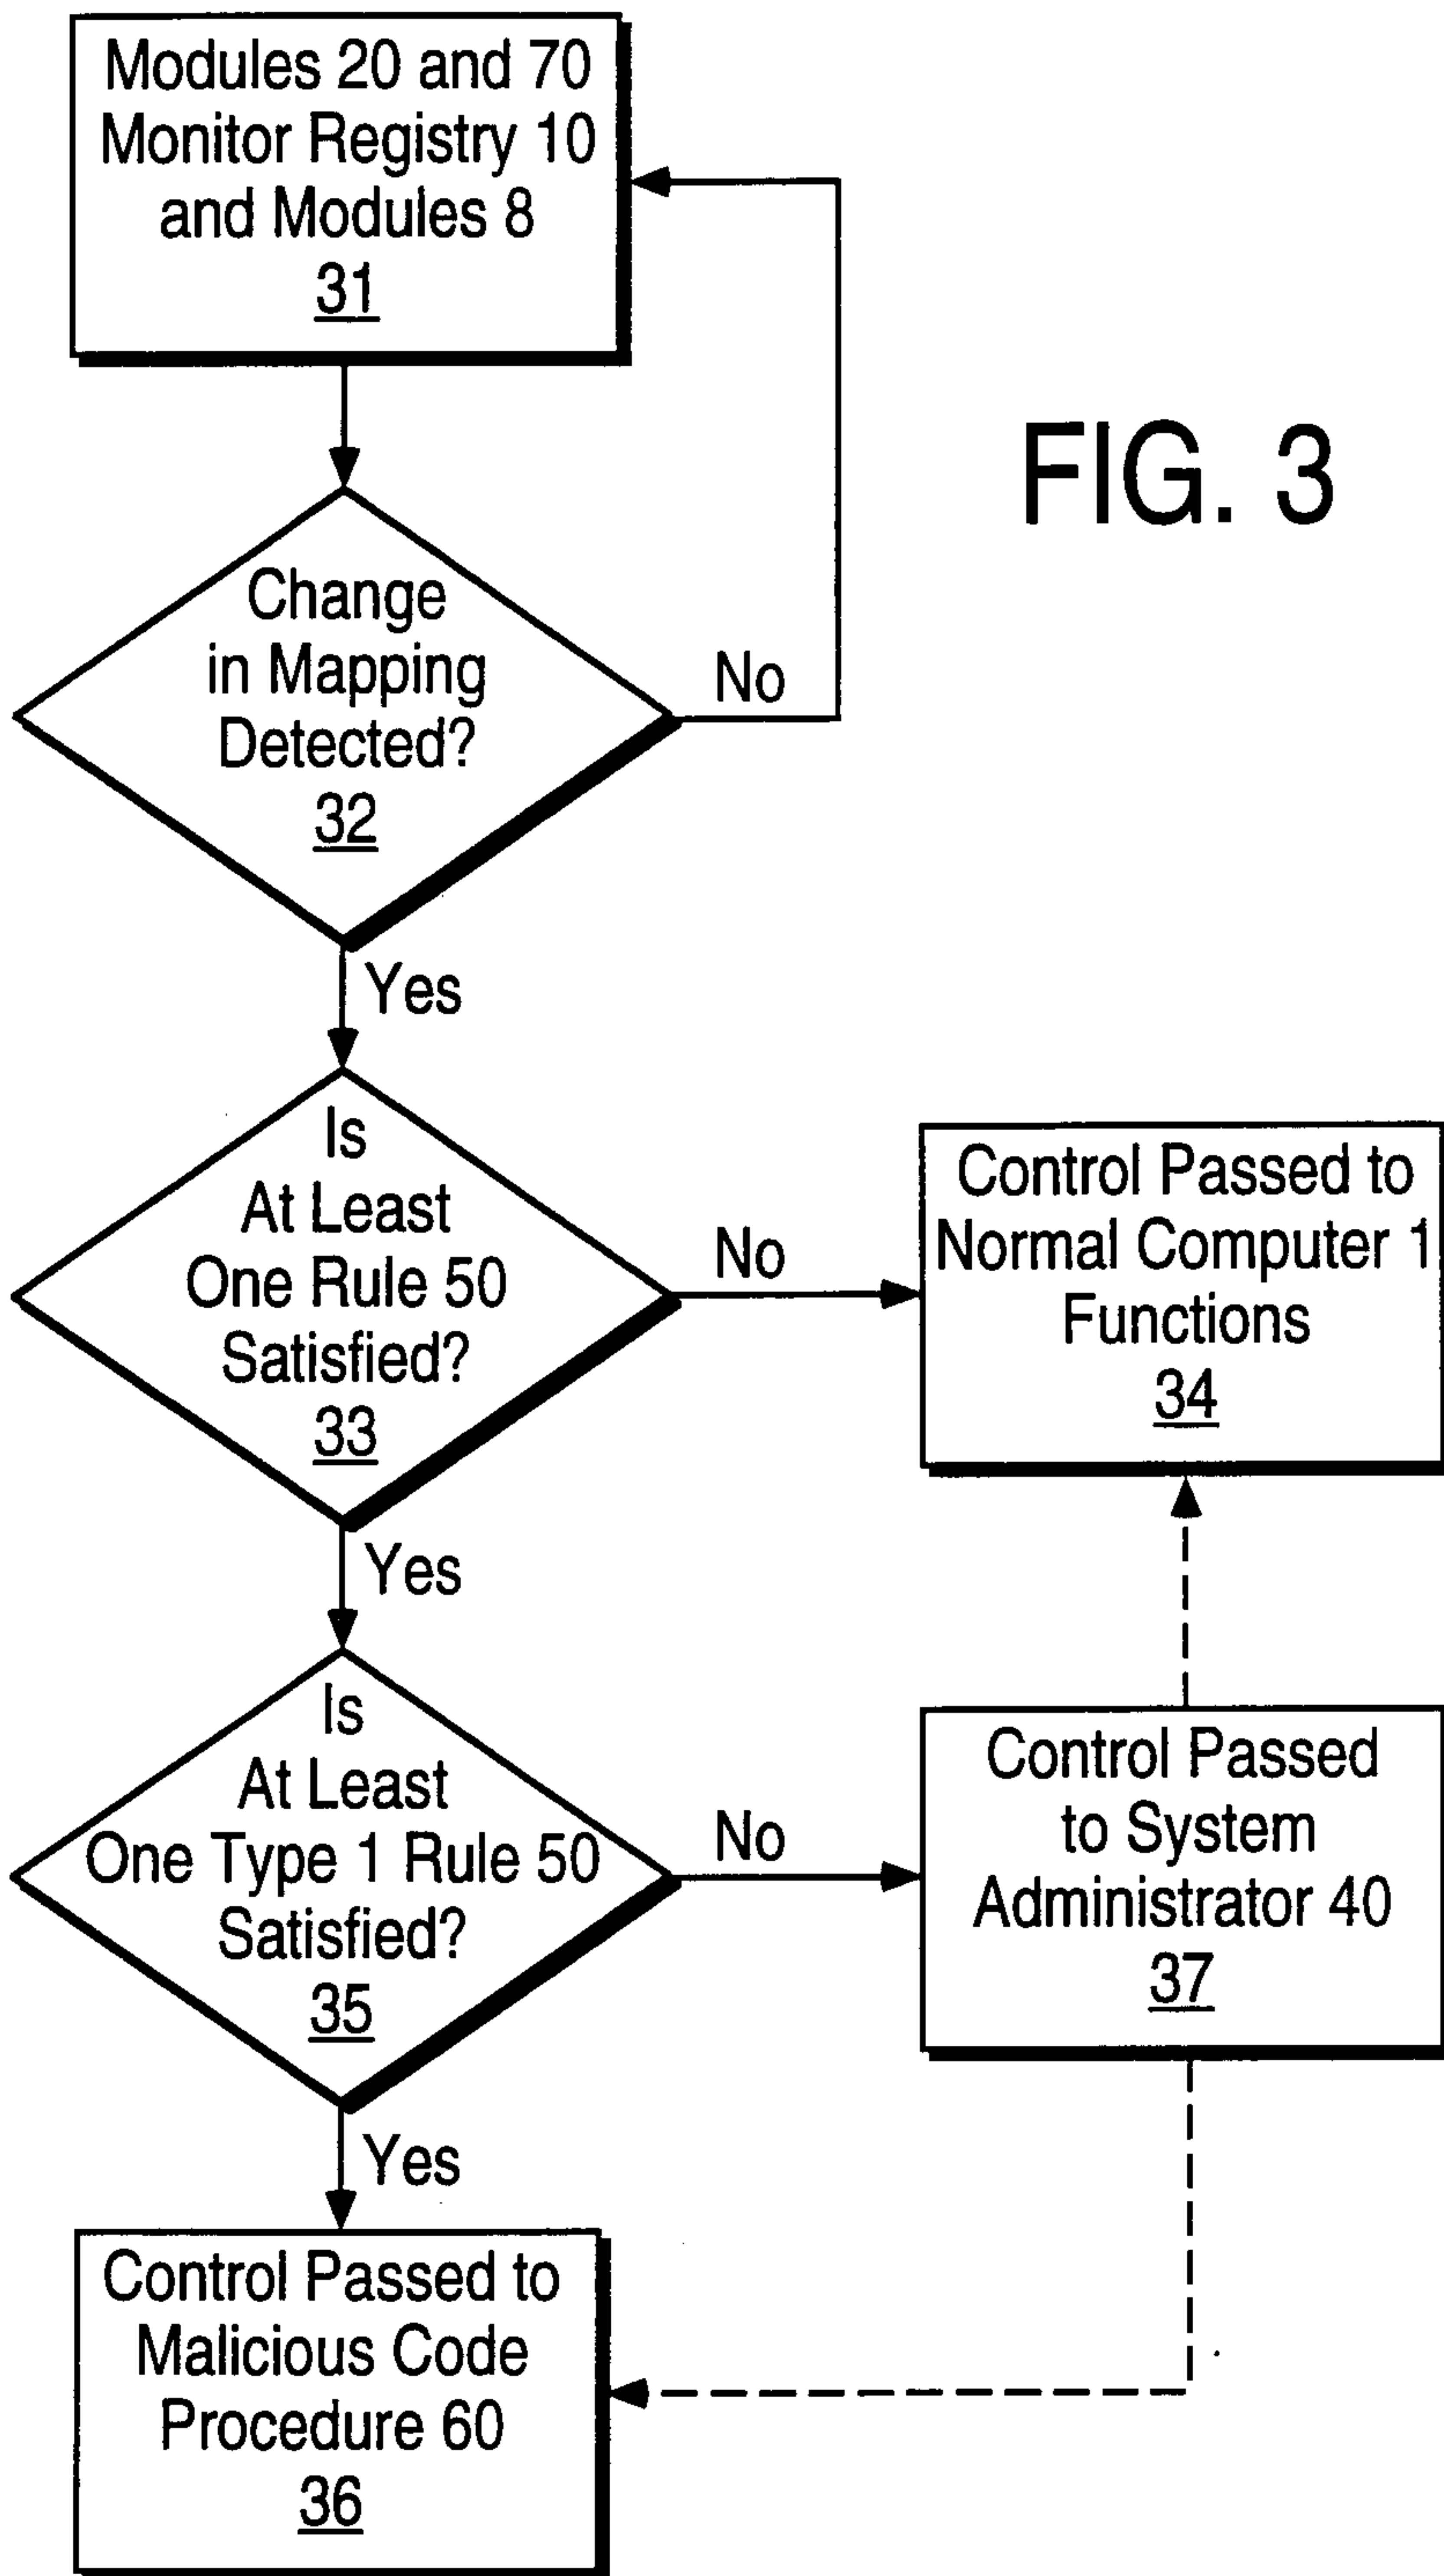 Modules 20 and 70
Monitor Registry 10
and Modules 8
31
FIG. 3
Change
in Mapping
Detected?
32
No
Yes
Is
At Least
One Rule 50
Satisfied?
33
No
Control Passed to
Normal Computer 1
Functions
34
Yes
Is
At Least
One Type 1 Rule 50
Satisfied?
35
No
Control Passed
to System
Administrator 40
37
Yes
Control Passed to
Malicious Code
Procedure 60
36